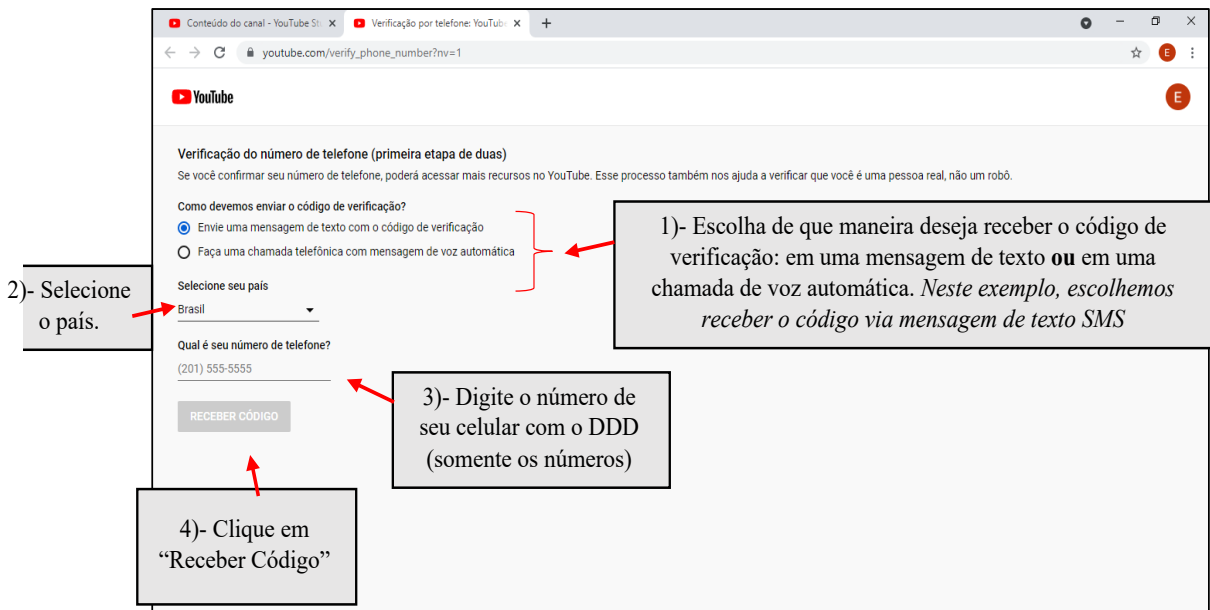 Conteúdo do canal - YouTube St
Verificação por telefone: YouTub
youtube.com/verify_phone_number?nv=1
E
YouTube
E
Verificação do número de telefone (primeira etapa de duas)
Se você confirmar seu número de telefone, poderá acessar mais recursos no YouTube. Esse processo também nos ajuda a verificar que você é uma pessoa real, não um robô.
Como devemos enviar o código de verificação?
Envie uma mensagem de texto com o código de verificação
Faça uma chamada telefônica com mensagem de voz automática
1)- Escolha de que maneira deseja receber o código de
verificação: em uma mensagem de texto ou em uma
chamada de voz automática. Neste exemplo, escolhemos
receber o código via mensagem de texto SMS
2)- Selecione
o país.
Selecione seu país
Brasil
Qual é seu número de telefone?
(201) 555-5555
3)- Digite o número de
seu celular com o DDD
(somente os números)
RECEBER CÓDIGO
4)- Clique em
“Receber Código”